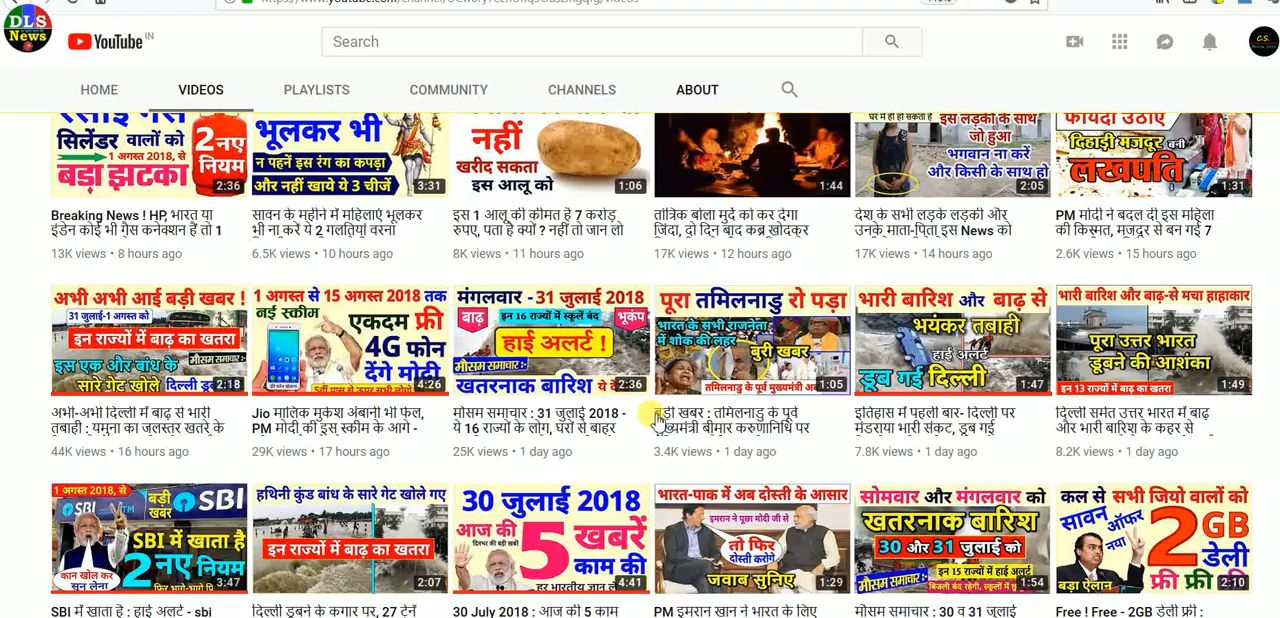 DLS
News
YouTube IN
Search
HOME
VIDEOS
PLAYLISTS
COMMUNITY
CHANNELS
ABOUT
सिलेंडर वालों को
1 अगस्त 2018, से
बड़ा झटका
2 नए
नियम
2:36
भूलकर भी
न पहनें इस रंग का कपड़ा
और नहीं खाये ये 3 चीजें
3:31
नहीं
खरीद सकता
इस आलू को
1:06
1:44
इस लड़की के साथ
जो हुआ
भगवान ना करें
और किसी के साथ हो
2:05
फायदा उठाएं
दिहाड़ी मजदूर बनी
लखपति
1:31
Breaking News ! HP, भारत या
इंडेन कोई भी गैस कनेक्शन हैं तो 1
13K views • 8 hours ago
सावन के महीने में महिलाएं भूलकर
भी ना करें ये 2 गलतियां वरना
6.5K views • 10 hours ago
इस 1 आलू की कीमत है 7 करोड़
रुपए, पता है क्यों ? नहीं तो जान लो
8K views • 11 hours ago
तांत्रिक बोला मुर्दे को कर देगा
जिंदा, दो दिन बाद कब्र खोदकर
17K views • 12 hours ago
देश के सभी लड़के लड़की और
उनके माता-पिता इस News को
17K views • 14 hours ago
PM मोदी ने बदल दी इस महिला
की किस्मत, मजदूर से बन गई 7
2.6K views • 15 hours ago
अभी अभी आई बड़ी खबर !
31 जुलाई-1 अगस्त को
इन राज्यों में बाढ़ का खतरा
इस एक और बांध के
मौसम समाचार :-
सारे गेट खोले
2:18
1 अगस्त से 15 अगस्त 2018 तक
नई स्कीम
एकदम फ्री
4G फोन
देंगे मोदी
4:26
मंगलवार - 31 जुलाई 2018
बाढ़
इन 16 राज्यों में स्कूलें बंद
भूकंप
हाई अलर्ट !
मौसम समाचार :-
खतरनाक बारिश
2:36
पूरा तमिलनाडु रो पड़ा
भारत के सभी राजनेता
में शोक की लहर
बुरी खबर
तमिलनाडु के पूर्व मुख्यमंत्री
1:05
भारी बारिश और बाढ़ से
भयंकर तबाही
हाई अलर्ट
डूब गई दिल्ली
1:47
भारी बारिश और बाढ़-से मचा हाहाकार
पूरा उत्तर भारत
डूबने की आशंका
इन 13 राज्यों में बाढ़ का खतरा
1:49
अभी-अभी दिल्ली में बाढ़ से भारी
तबाही : यमुना का जलस्तर खतरे के
44K views • 16 hours ago
Jio मालिक मुकेश अंबानी भी फेल,
PM मोदी की इस स्कीम के आगे -
29K views • 17 hours ago
मौसम समाचार : 31 जुलाई 2018 -
ये 16 राज्यों के लोग, घरों से बाहर
25K views • 1 day ago
बड़ी खबर : तमिलनाडु के पूर्व
मुख्यमंत्री बीमार करुणानिधि पर
3.4K views • 1 day ago
इतिहास में पहली बार- दिल्ली पर
मंडराया भारी संकट, डूब गई
7.8K views • 1 day ago
दिल्ली समेत उत्तर भारत में बाढ़
और भारी बारिश के कहर से
8.2K views • 1 day ago
1 अगस्त 2018, से
बड़ी
खबर
SBI
SBI में खाता है
2 नए नियम
कान खोल कर
सुन लेना
3:47
हथिनी कुंड बांध के सारे गेट खोले गए
इन राज्यों में बाढ़ का खतरा
2:07
30 जुलाई 2018
आज की
5 खबरें
काम की
4:41
भारत-पाक में अब दोस्ती के आसार
इमरान ने पूछा मोदी जी से
तो फिर
दोस्ती करोगे
जवाब सुनिए
1:29
सोमवार और मंगलवार को
खतरनाक बारिश
30 और 31 जुलाई को
इन 15 राज्यों में हाई अलर्ट
मौसम समाचार :-
1:54
कल से सभी जियो वालों को
सावन ऑफर
नया
2GB
डेली
फ्री फ्री
बड़ा ऐलान
2:10
SBI में खाता है : हाई अलर्ट - sbi
दिल्ली डूबने के कगार पर, 27 ट्रेनें
30 July 2018 : आज की 5 काम
PM इमरान खान ने भारत के लिए
मौसम समाचार : 30 व 31 जुलाई
Free ! Free - 2GB डेली फ्री :